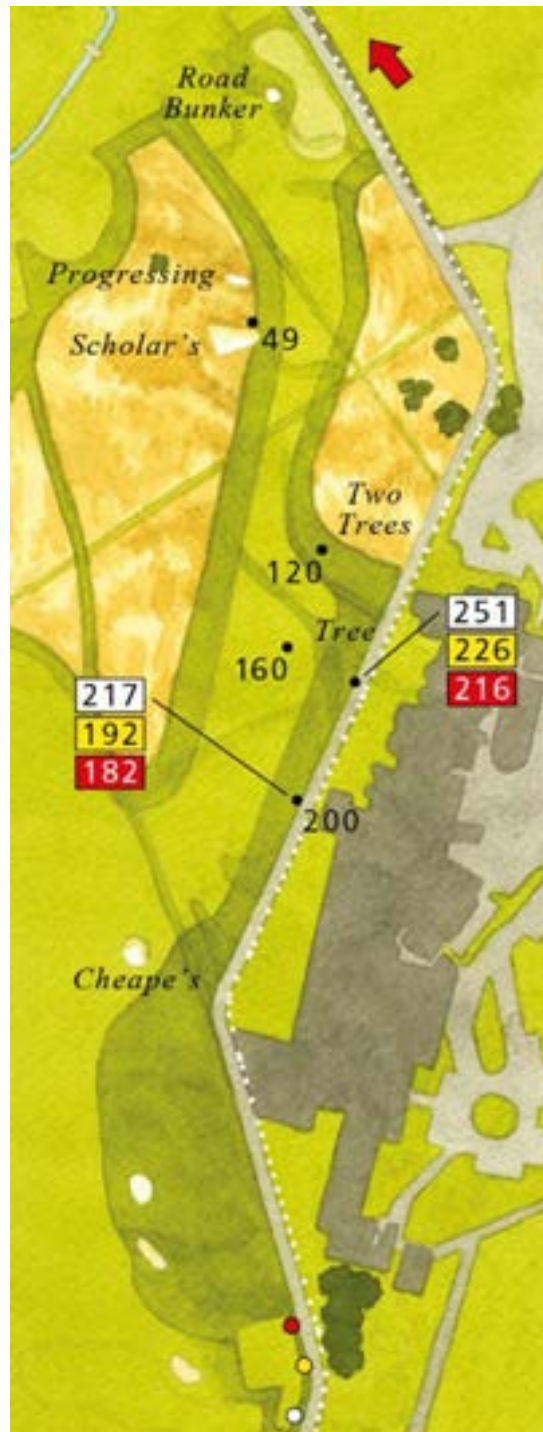 Road
Bunker
Progressing
Scholar's
49
Two
Trees
120
Tree
251
226
216
160
217
192
182
200
Cheape's